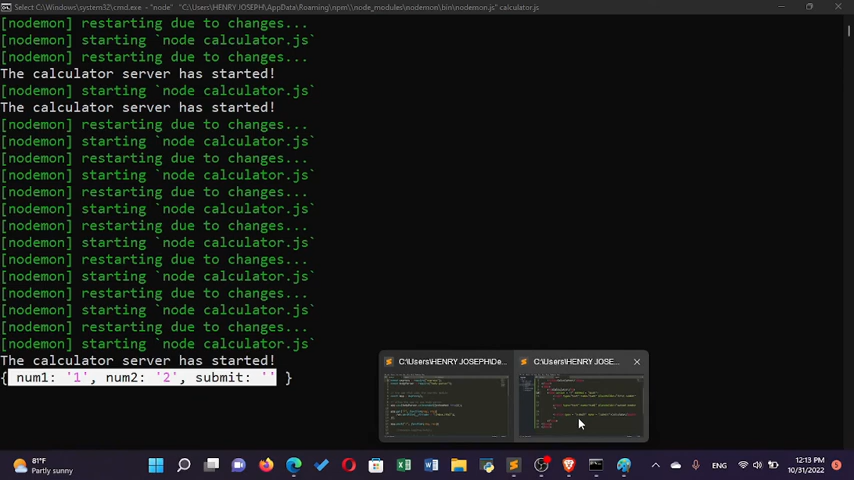 Select C:\Windows\system32\cmd.exe - "node" "C:\Users\HENRY JOSEPH\AppData\Roaming\npm\\node_modules\nodemon\bin\nodemon.js" calculator.js
[nodemon] restarting due to changes...
[nodemon] starting `node calculator.js`
[nodemon] restarting due to changes...
The calculator server has started!
[nodemon] starting `node calculator.js`
The calculator server has started!
[nodemon] restarting due to changes...
[nodemon] starting `node calculator.js`
[nodemon] restarting due to changes...
[nodemon] starting `node calculator.js`
[nodemon] restarting due to changes...
[nodemon] starting `node calculator.js`
[nodemon] restarting due to changes...
[nodemon] starting `node calculator.js`
[nodemon] restarting due to changes...
[nodemon] starting `node calculator.js`
[nodemon] restarting due to changes...
[nodemon] starting `node calculator.js`
[nodemon] restarting due to changes...
[nodemon] starting `node calculator.js`
The calculator server has started!
{ num1: '1', num2: '2', submit: '' }
C:\Users\HENRY JOSEPH\De...
C:\Users\HENRY JOSE...
81°F
Partly sunny
ENG
12:13 PM
10/31/2022
5